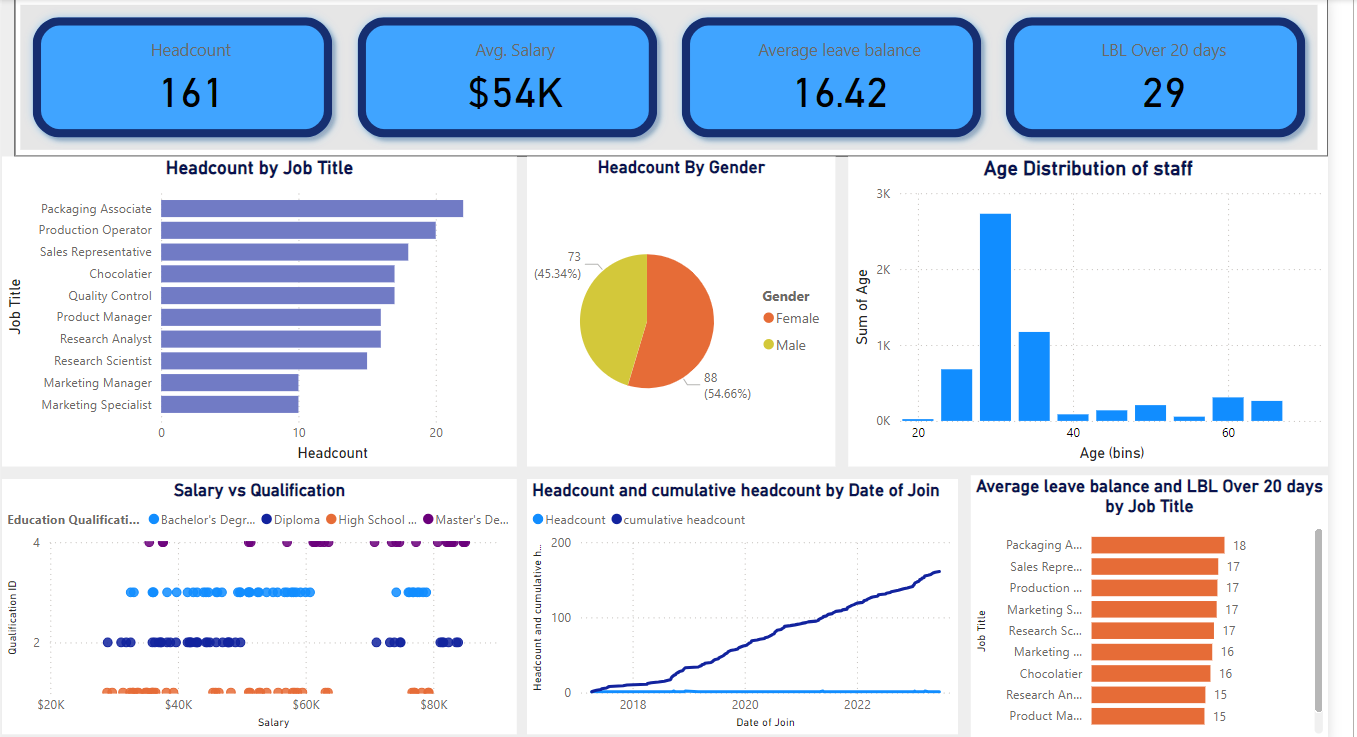 Headcount
161
Avg. Salary
$54K
Average leave balance
16.42
LBL Over 20 days
29
Headcount by Job Title
Job Title
Packaging Associate
Production Operator
Sales Representative
Chocolatier
Quality Control
Product Manager
Research Analyst
Research Scientist
Marketing Manager
Marketing Specialist
0 10 20
Headcount
Headcount By Gender
73
(45.34%)
88
(54.66%)
Gender
Female
Male
Age Distribution of staff
Sum of Age
3K
2K
1K
0K
20 40 60
Age (bins)
Salary vs Qualification
Education Qualificati... Bachelor's Degr... Diploma High School ... Master's De...
Qualification ID
4
2
$20K $40K $60K $80K
Salary
Headcount and cumulative headcount by Date of Join
Headcount cumulative headcount
Headcount and cumulative h...
200
100
0
2018 2020 2022
Date of Join
Average leave balance and LBL Over 20 days
by Job Title
Job Title
Packaging A... 18
Sales Repre... 17
Production ... 17
Marketing S... 17
Research Sc... 17
Marketing ... 16
Chocolatier 16
Research An... 15
Product Ma... 15